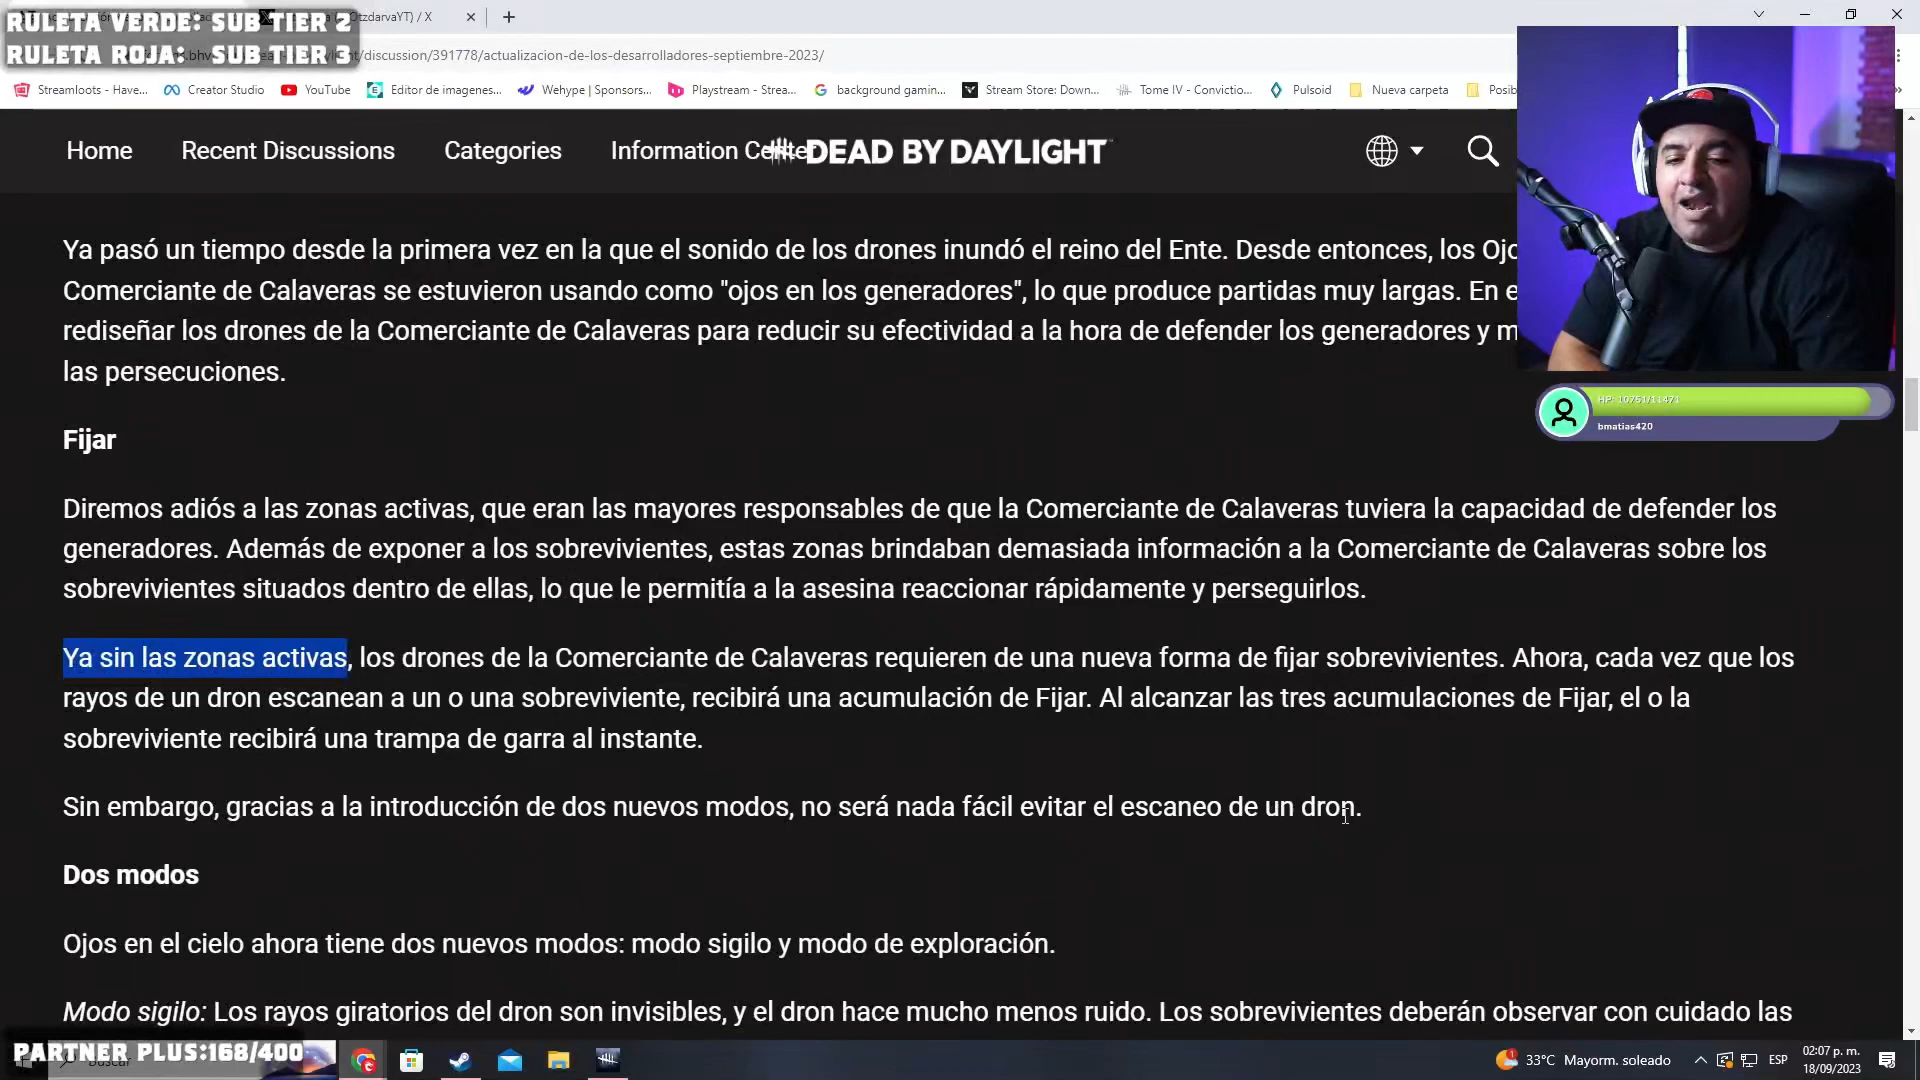 RULETA VERDE: SUB TIER 2
RULETA ROJA: SUB TIER 3
OtzdarvaYT) / X
/discussion/391778/actualizacion-de-los-desarrolladores-septiembre-2023/
Streamloots - Have... Creator Studio YouTube Editor de imagenes... Wehype | Sponsors... Playstream - Strea... background gamin... Stream Store: Down... Tome IV - Convictio... Pulsoid Nueva carpeta Posib
Home Recent Discussions Categories Information Center DEAD BY DAYLIGHT
Ya pasó un tiempo desde la primera vez en la que el sonido de los drones inundó el reino del Ente. Desde entonces, los Ojo
Comerciante de Calaveras se estuvieron usando como "ojos en los generadores", lo que produce partidas muy largas. En e
rediseñar los drones de la Comerciante de Calaveras para reducir su efectividad a la hora de defender los generadores y m
las persecuciones.
HP: 10751/11471
bmatias420
Fijar
Diremos adiós a las zonas activas, que eran las mayores responsables de que la Comerciante de Calaveras tuviera la capacidad de defender los
generadores. Además de exponer a los sobrevivientes, estas zonas brindaban demasiada información a la Comerciante de Calaveras sobre los
sobrevivientes situados dentro de ellas, lo que le permitía a la asesina reaccionar rápidamente y perseguirlos.
Ya sin las zonas activas, los drones de la Comerciante de Calaveras requieren de una nueva forma de fijar sobrevivientes. Ahora, cada vez que los
rayos de un dron escanean a un o una sobreviviente, recibirá una acumulación de Fijar. Al alcanzar las tres acumulaciones de Fijar, el o la
sobreviviente recibirá una trampa de garra al instante.
Sin embargo, gracias a la introducción de dos nuevos modos, no será nada fácil evitar el escaneo de un dron.
Dos modos
Ojos en el cielo ahora tiene dos nuevos modos: modo sigilo y modo de exploración.
Modo sigilo: Los rayos giratorios del dron son invisibles, y el dron hace mucho menos ruido. Los sobrevivientes deberán observar con cuidado las
PARTNER PLUS:168/400
Buscar
33°C Mayorm. soleado ESP 02:07 p. m.
18/09/2023